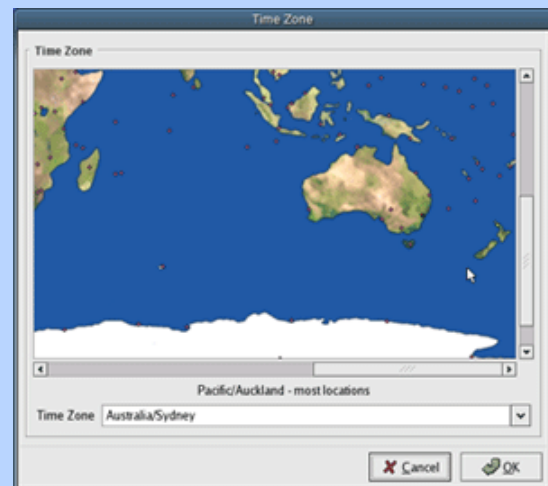 Time Zone
Time Zone
Pacific/Auckland - most locations
Time Zone Australia/Sydney
Cancel OK